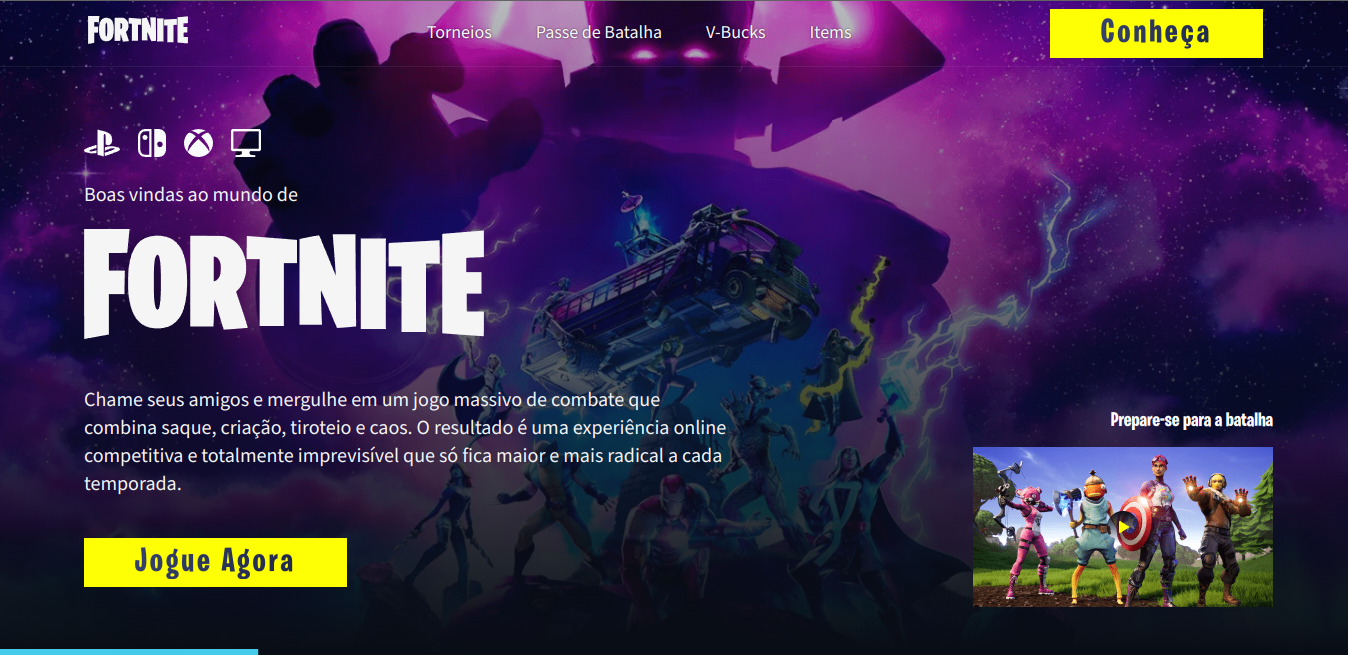 FORTNITE
Torneios
Passe de Batalha
V-Bucks
Items
Conheça
Boas vindas ao mundo de
FORTNITE
Chame seus amigos e mergulhe em um jogo massivo de combate que
combina saque, criação, tiroteio e caos. O resultado é uma experiência online
competitiva e totalmente imprevisível que só fica maior e mais radical a cada
temporada.
Jogue Agora
Prepare-se para a batalha